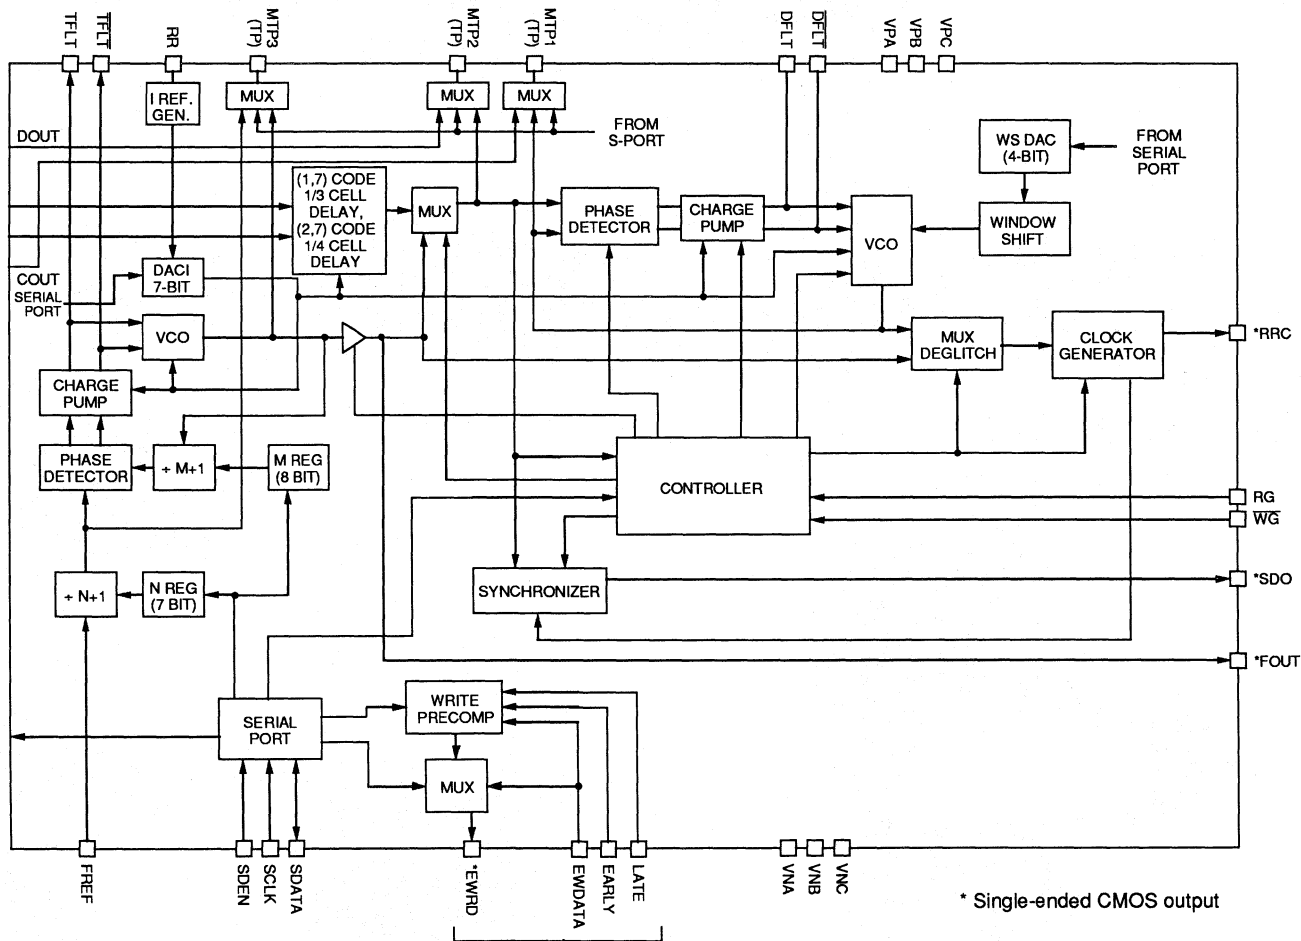 TFLT
TFLT
RR
MTP3
(TP)
MTP2
(TP)
MTP1
(TP)
DFLT
DFLT
VPA
VPB
VPC
I REF.
GEN.
MUX
MUX
MUX
FROM
S-PORT
DOUT
WS DAC
(4-BIT)
FROM
SERIAL
PORT
(1,7) CODE
1/3 CELL
DELAY,
(2,7) CODE
1/4 CELL
DELAY
MUX
PHASE
DETECTOR
CHARGE
PUMP
VCO
WINDOW
SHIFT
COUT
SERIAL
PORT
DACI
7-BIT
VCO
MUX
DEGLITCH
CLOCK
GENERATOR
*RRC
CHARGE
PUMP
PHASE
DETECTOR
÷ M+1
M REG
(8 BIT)
CONTROLLER
RG
WG
÷ N+1
N REG
(7 BIT)
SYNCHRONIZER
*SDO
*FOUT
SERIAL
PORT
WRITE
PRECOMP
MUX
FREF
SDEN
SCLK
SDATA
*EWRD
EWDATA
EARLY
LATE
VNA
VNB
VNC
* Single-ended CMOS output